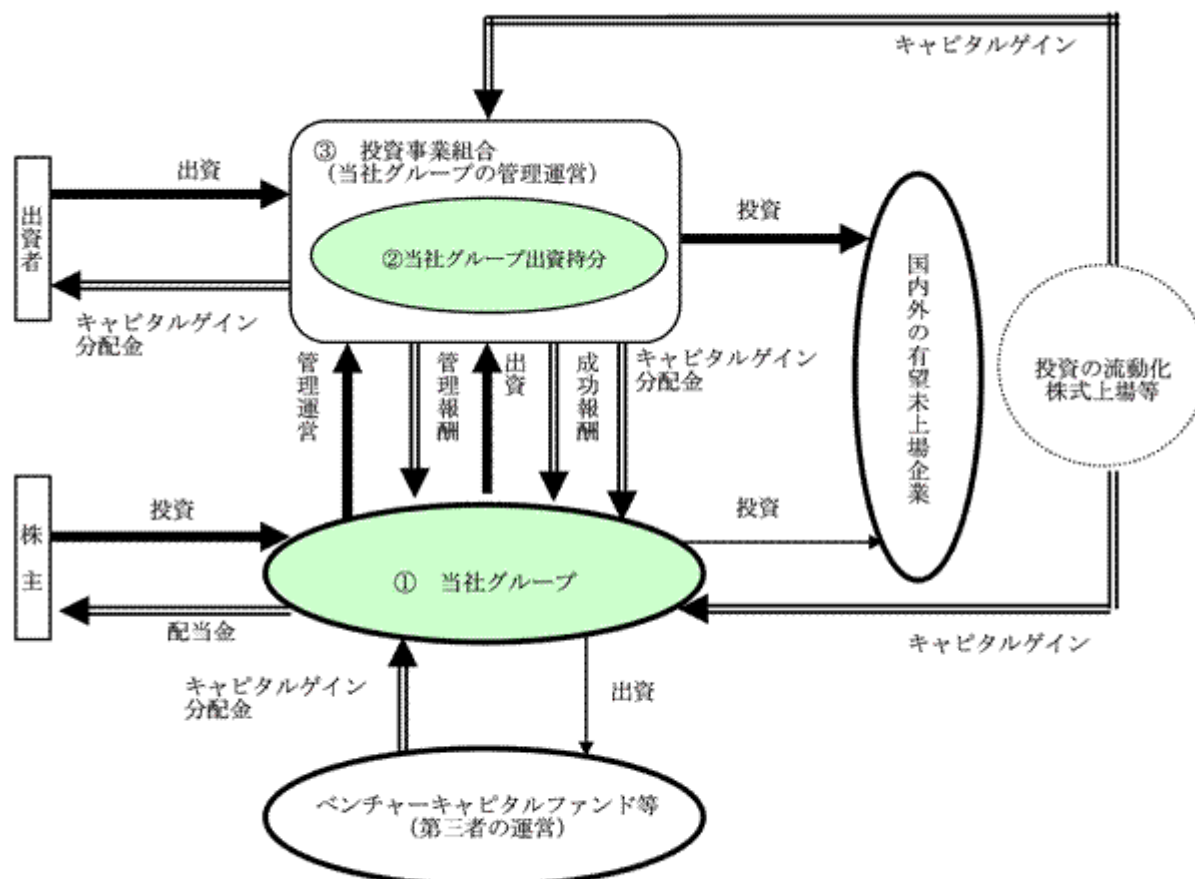 キャピタルゲイン
③ 投資事業組合
（当社グループの管理運営）
②当社グループ出資持分
出資
出資者
キャピタルゲイン
分配金
投資
国内外の有望未上場企業
投資の流動化
株式上場等
管理運営
管理報酬
出資
成功報酬
キャピタルゲイン
分配金
投資
株主
① 当社グループ
投資
配当金
キャピタルゲイン
キャピタルゲイン
分配金
出資
ベンチャーキャピタルファンド等
（第三者の運営）